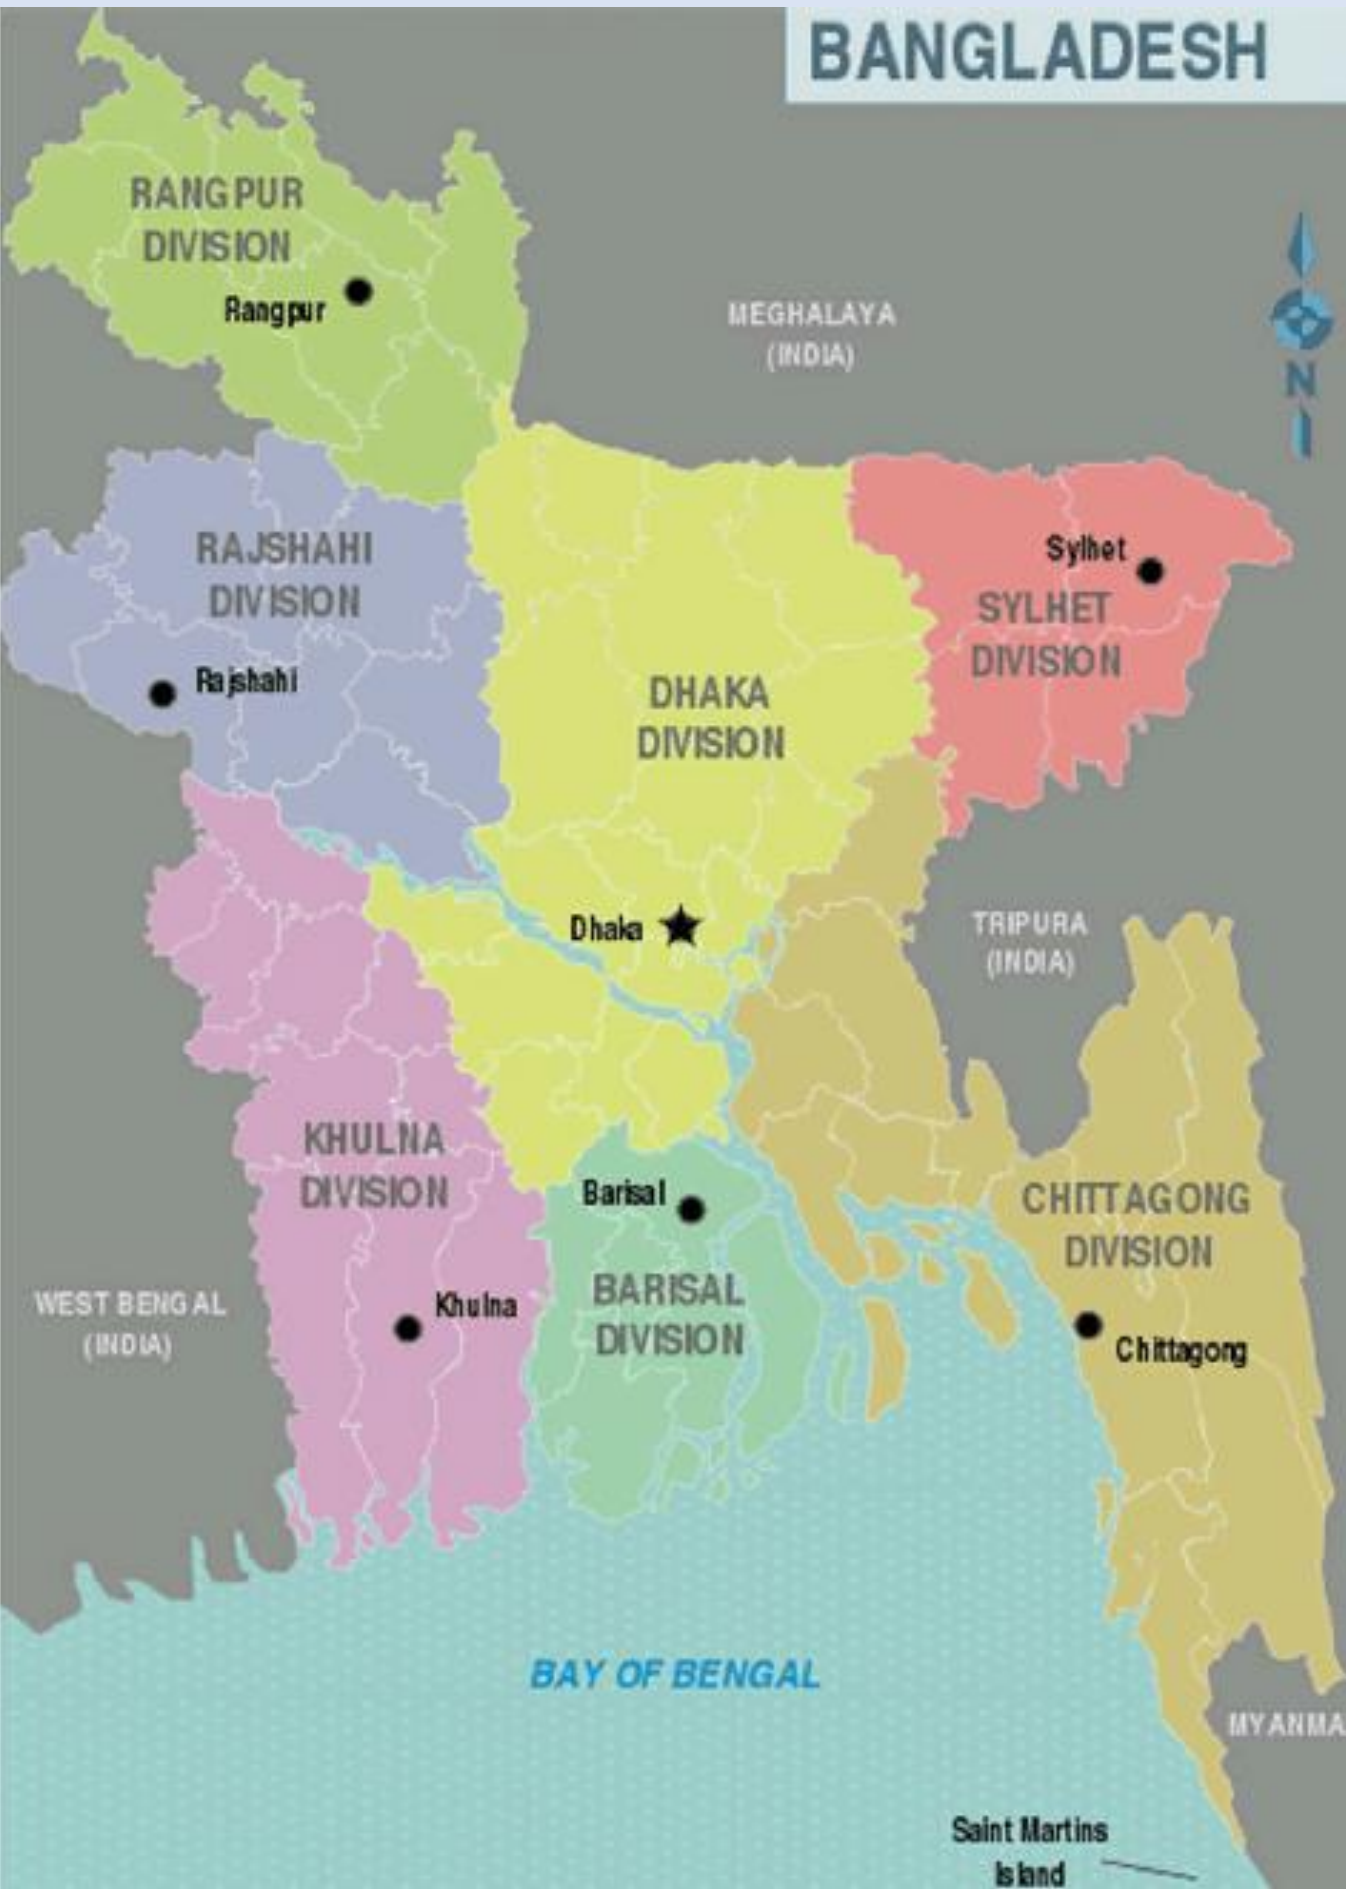 BANGLADESH
RANGPUR
DIVISION
Rangpur
MEGHALAYA
(INDIA)
N
RAJSHAHI
DIVISION
Rajshahi
Sylhet
SYLHET
DIVISION
DHAKA
DIVISION
Dhaka
TRIPURA
(INDIA)
KHULNA
DIVISION
Barisal
CHITTAGONG
DIVISION
WEST BENGAL
(INDIA)
Khulna
BARISAL
DIVISION
Chittagong
BAY OF BENGAL
MYANMA
Saint Martins
Island